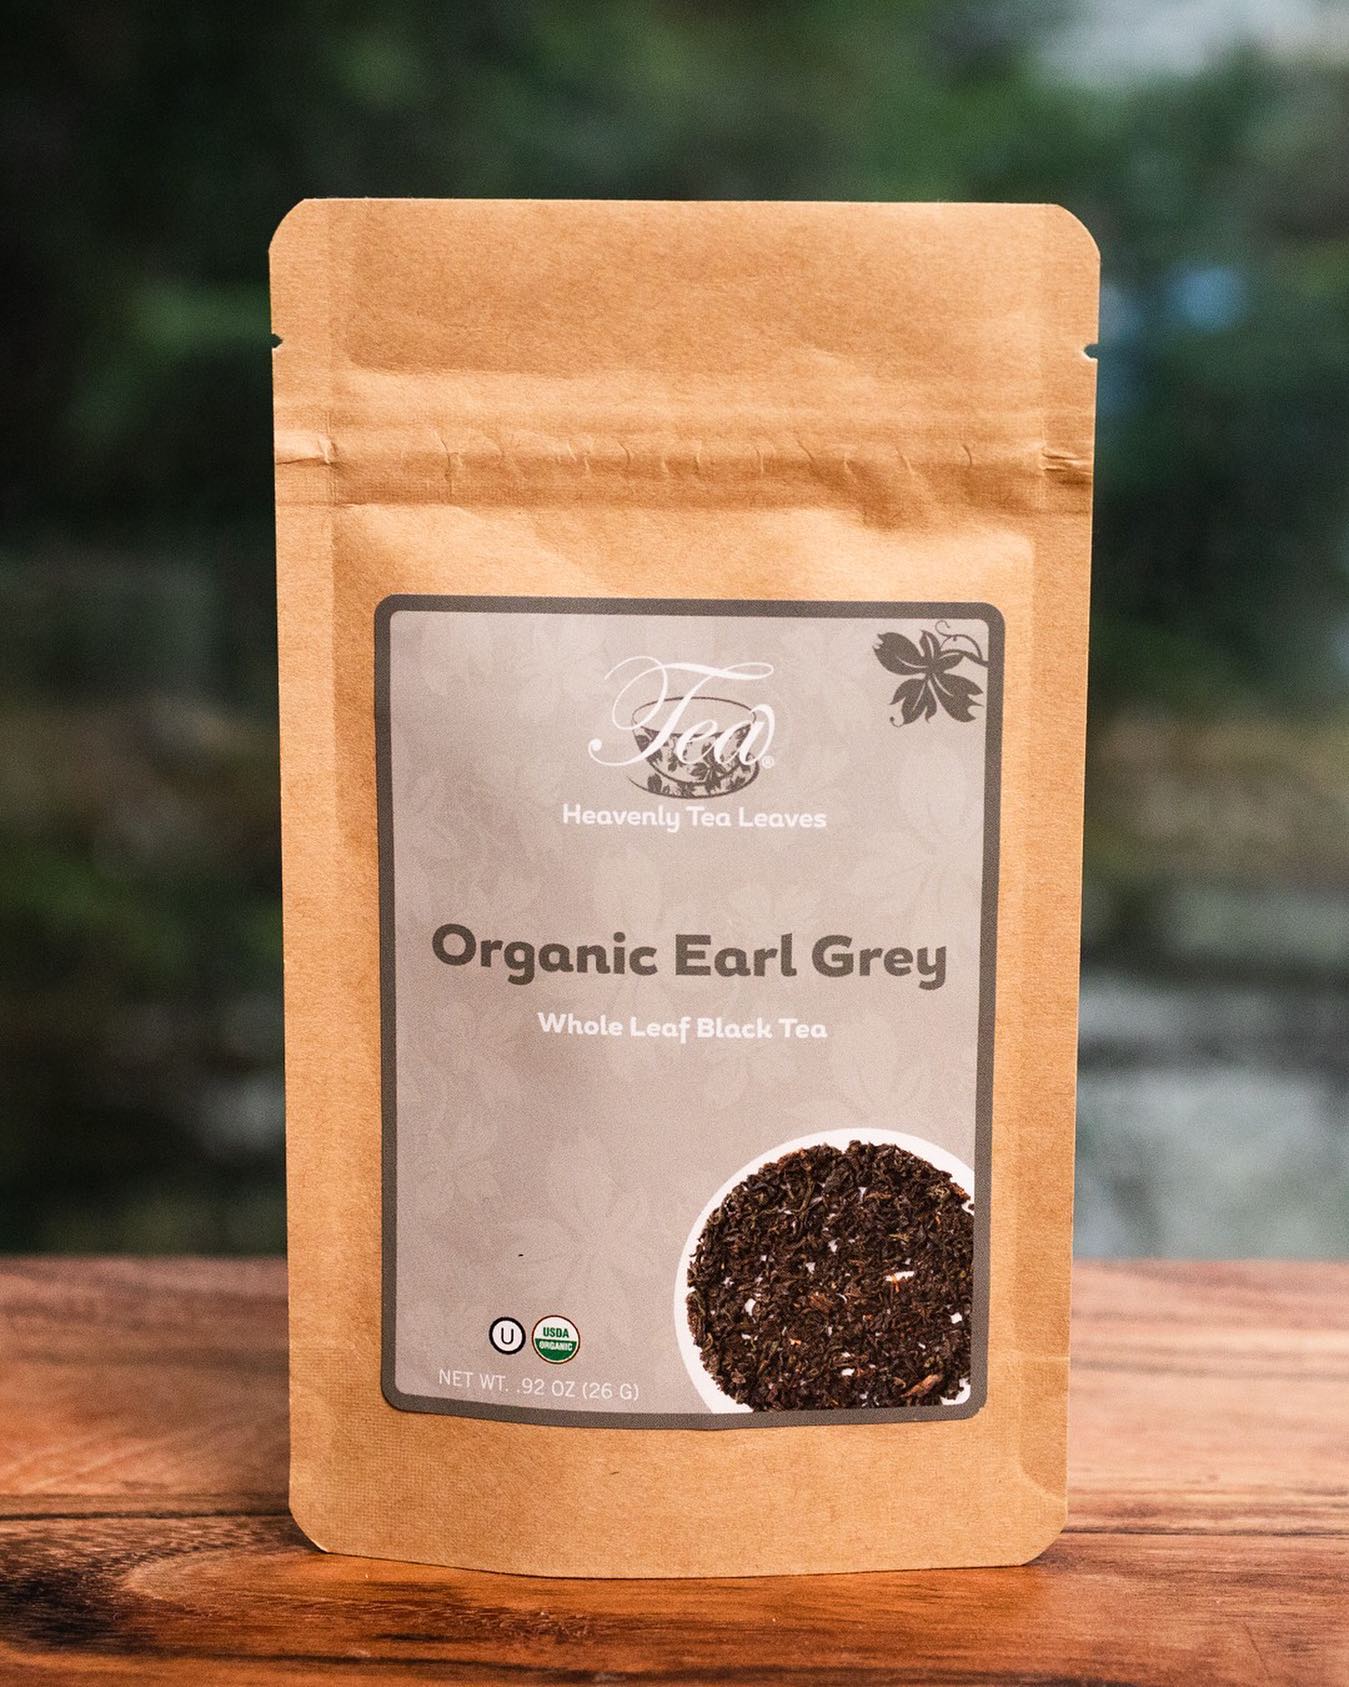 Tea®
Heavenly Tea Leaves
Organic Earl Grey
Whole Leaf Black Tea
U
USDA
ORGANIC
NET WT. .92 OZ (26 G)